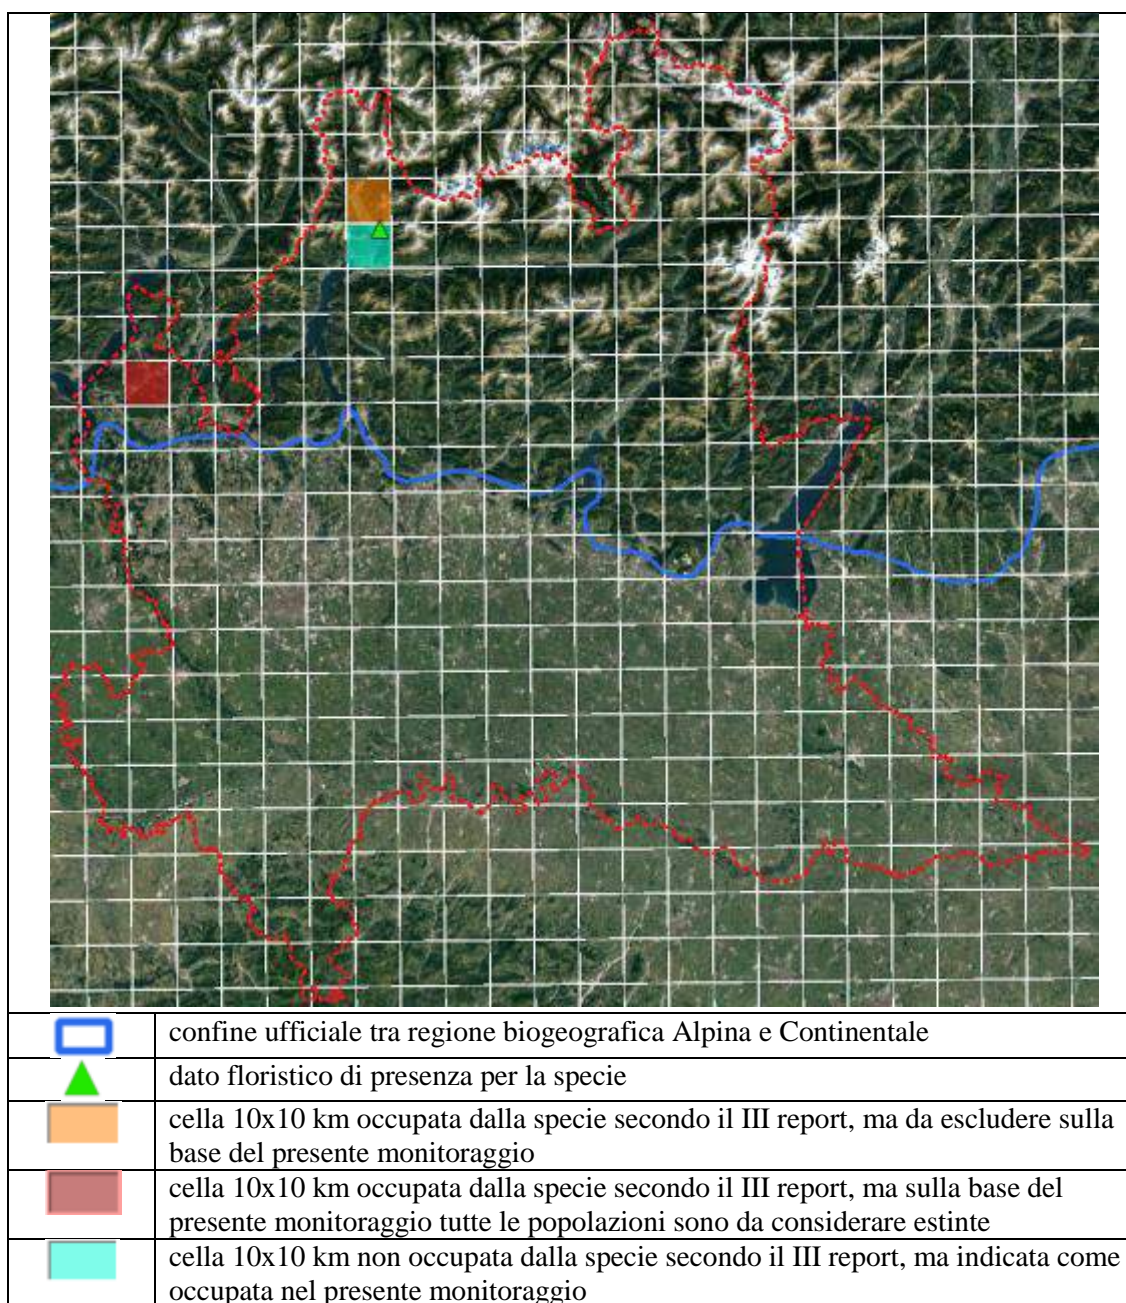 confine ufficiale tra regione biogeografica Alpina e Continentale
dato floristico di presenza per la specie
cella 10x10 km occupata dalla specie secondo il III report, ma da escludere sulla
base del presente monitoraggio
cella 10x10 km occupata dalla specie secondo il III report, ma sulla base del
presente monitoraggio tutte le popolazioni sono da considerare estinte
cella 10x10 km non occupata dalla specie secondo il III report, ma indicata come
occupata nel presente monitoraggio